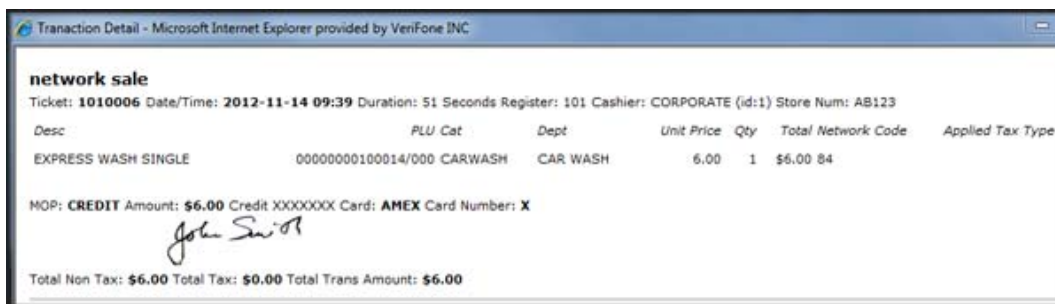 Tranaction Detail - Microsoft Internet Explorer provided by VeriFone INC
network sale
Ticket: 1010006 Date/Time: 2012-11-14 09:39 Duration: 51 Seconds Register: 101 Cashier: CORPORATE (id:1) Store Num: AB123
Desc PLU Cat Dept Unit Price Qty Total Network Code Applied Tax Type
EXPRESS WASH SINGLE 00000000100014/000 CARWASH CAR WASH 6.00 1 $6.00 84
MOP: CREDIT Amount: $6.00 Credit XXXXXXX Card: AMEX Card Number: X
John Smith
Total Non Tax: $6.00 Total Tax: $0.00 Total Trans Amount: $6.00